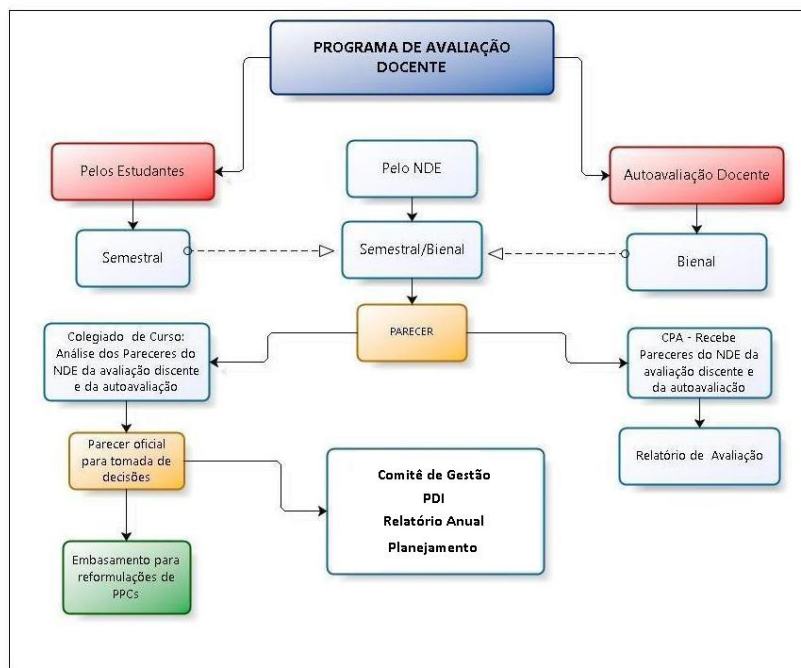 PROGRAMA DE AVALIAÇÃO
DOCENTE
Pelos Estudantes
Pelo NDE
Autoavaliação Docente
Semestral
Semestral/Bienal
Bienal
PARECER
Colegiado de Curso:
Análise dos Pareceres do
NDE da avaliação discente
e da autoavaliação
CPA - Recebe
Pareceres do NDE da
avaliação discente e
da autoavaliação
Parecer oficial
para tomada de
decisões
Relatório de Avaliação
Comitê de Gestão
PDI
Relatório Anual
Planejamento
Embasamento para
reformulações de
PPCs